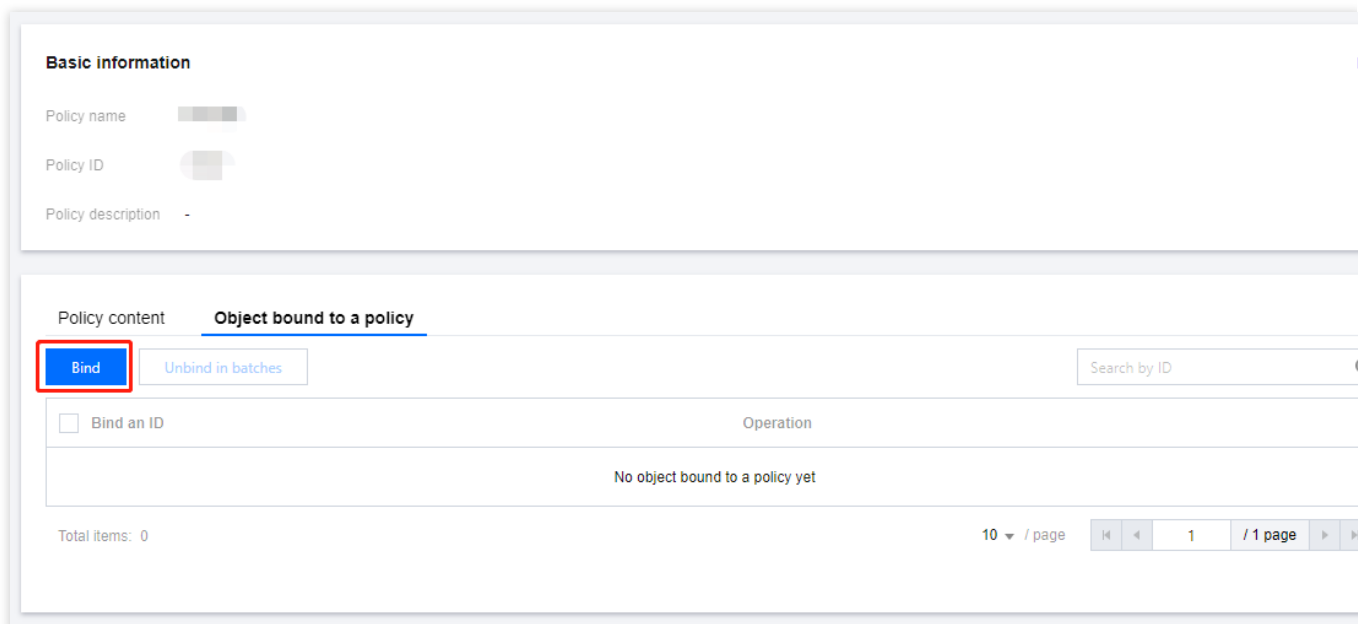 Basic information
Policy name
Policy ID
Policy description -
Policy content Object bound to a policy
Bind Unbind in batches Search by ID
Bind an ID Operation
No object bound to a policy yet
Total items: 0 10 / page 1 / 1 page